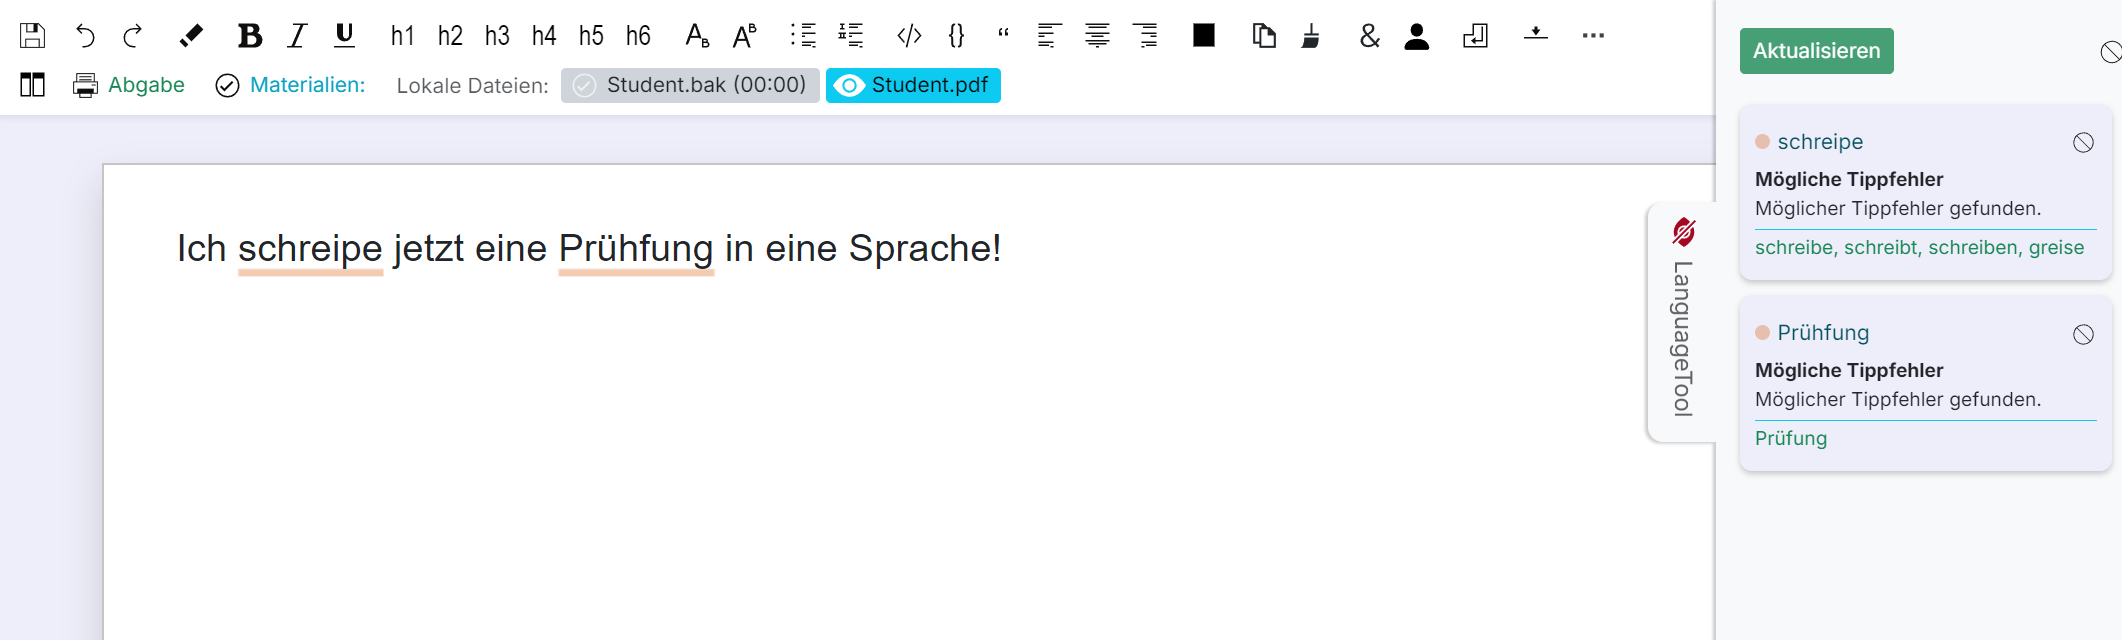 B I U h1 h2 h3 h4 h5 h6 </> {} “ & ...
Abgabe Materialien: Lokale Dateien: Student.bak (00:00) Student.pdf
Ich schreipe jetzt eine Prühfung in eine Sprache!
LanguageTool
Aktualisieren
schreipe
Mögliche Tippfehler
Möglicher Tippfehler gefunden.
schreibe, schreibt, schreiben, greise
Prühfung
Mögliche Tippfehler
Möglicher Tippfehler gefunden.
Prüfung